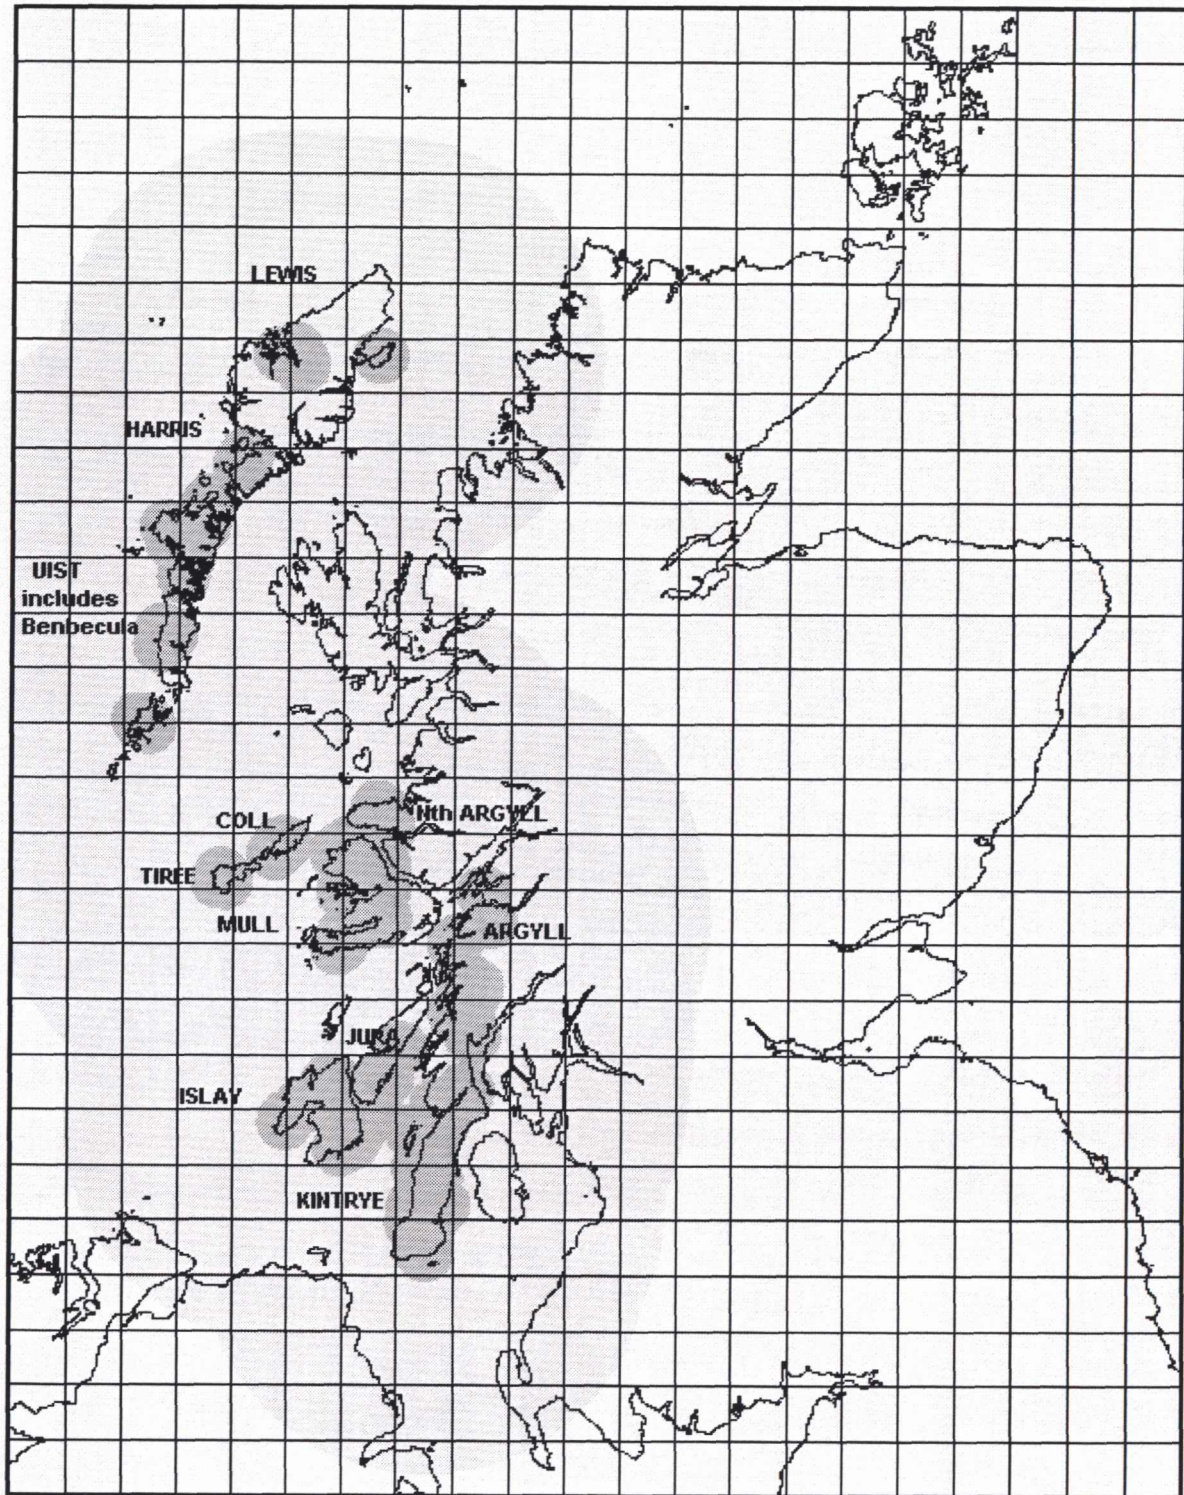 LEWIS
HARRIS
UIST
includes
Benbecula
COLL
Nth ARGYLL
TIREE
MULL
ARGYLL
JURA
ISLAY
KINTRYE